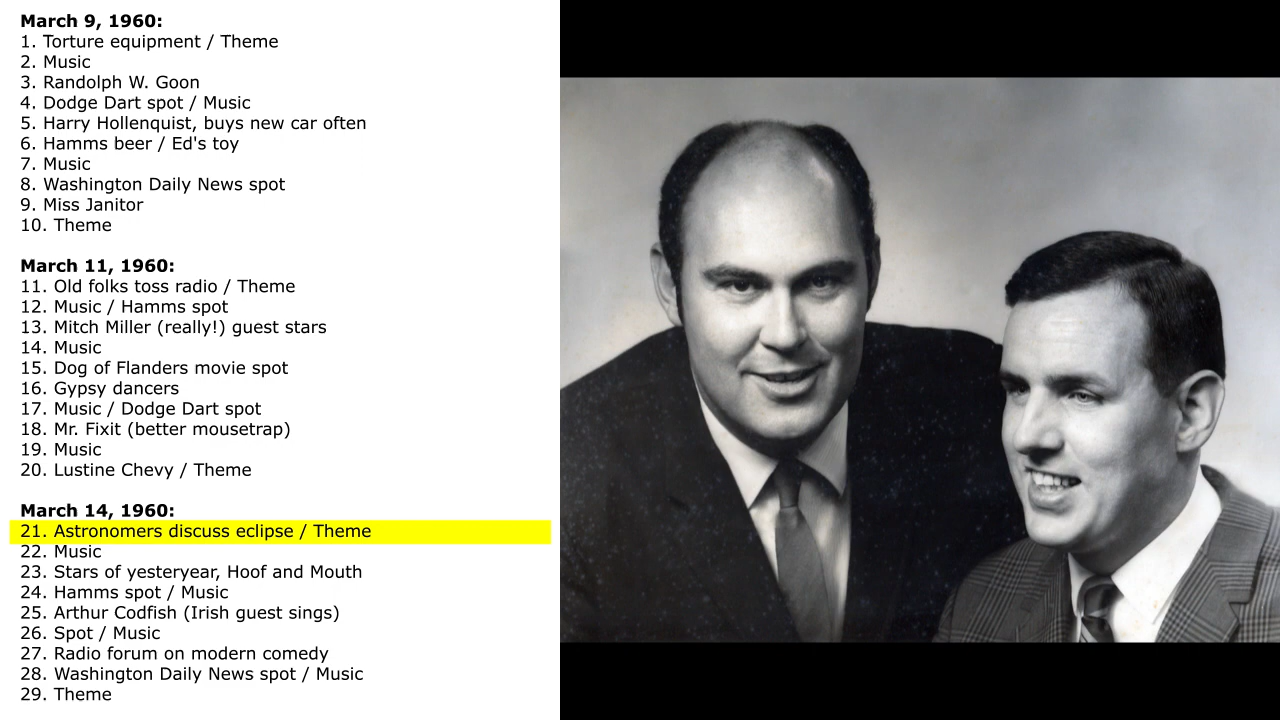 March 9, 1960:
1. Torture equipment / Theme
2. Music
3. Randolph W. Goon
4. Dodge Dart spot / Music
5. Harry Hollenquist, buys new car often
6. Hamms beer / Ed's toy
7. Music
8. Washington Daily News spot
9. Miss Janitor
10. Theme
March 11, 1960:
11. Old folks toss radio / Theme
12. Music / Hamms spot
13. Mitch Miller (really!) guest stars
14. Music
15. Dog of Flanders movie spot
16. Gypsy dancers
17. Music / Dodge Dart spot
18. Mr. Fixit (better mousetrap)
19. Music
20. Lustine Chevy / Theme
March 14, 1960:
21. Astronomers discuss eclipse / Theme
22. Music
23. Stars of yesteryear, Hoof and Mouth
24. Hamms spot / Music
25. Arthur Codfish (Irish guest sings)
26. Spot / Music
27. Radio forum on modern comedy
28. Washington Daily News spot / Music
29. Theme